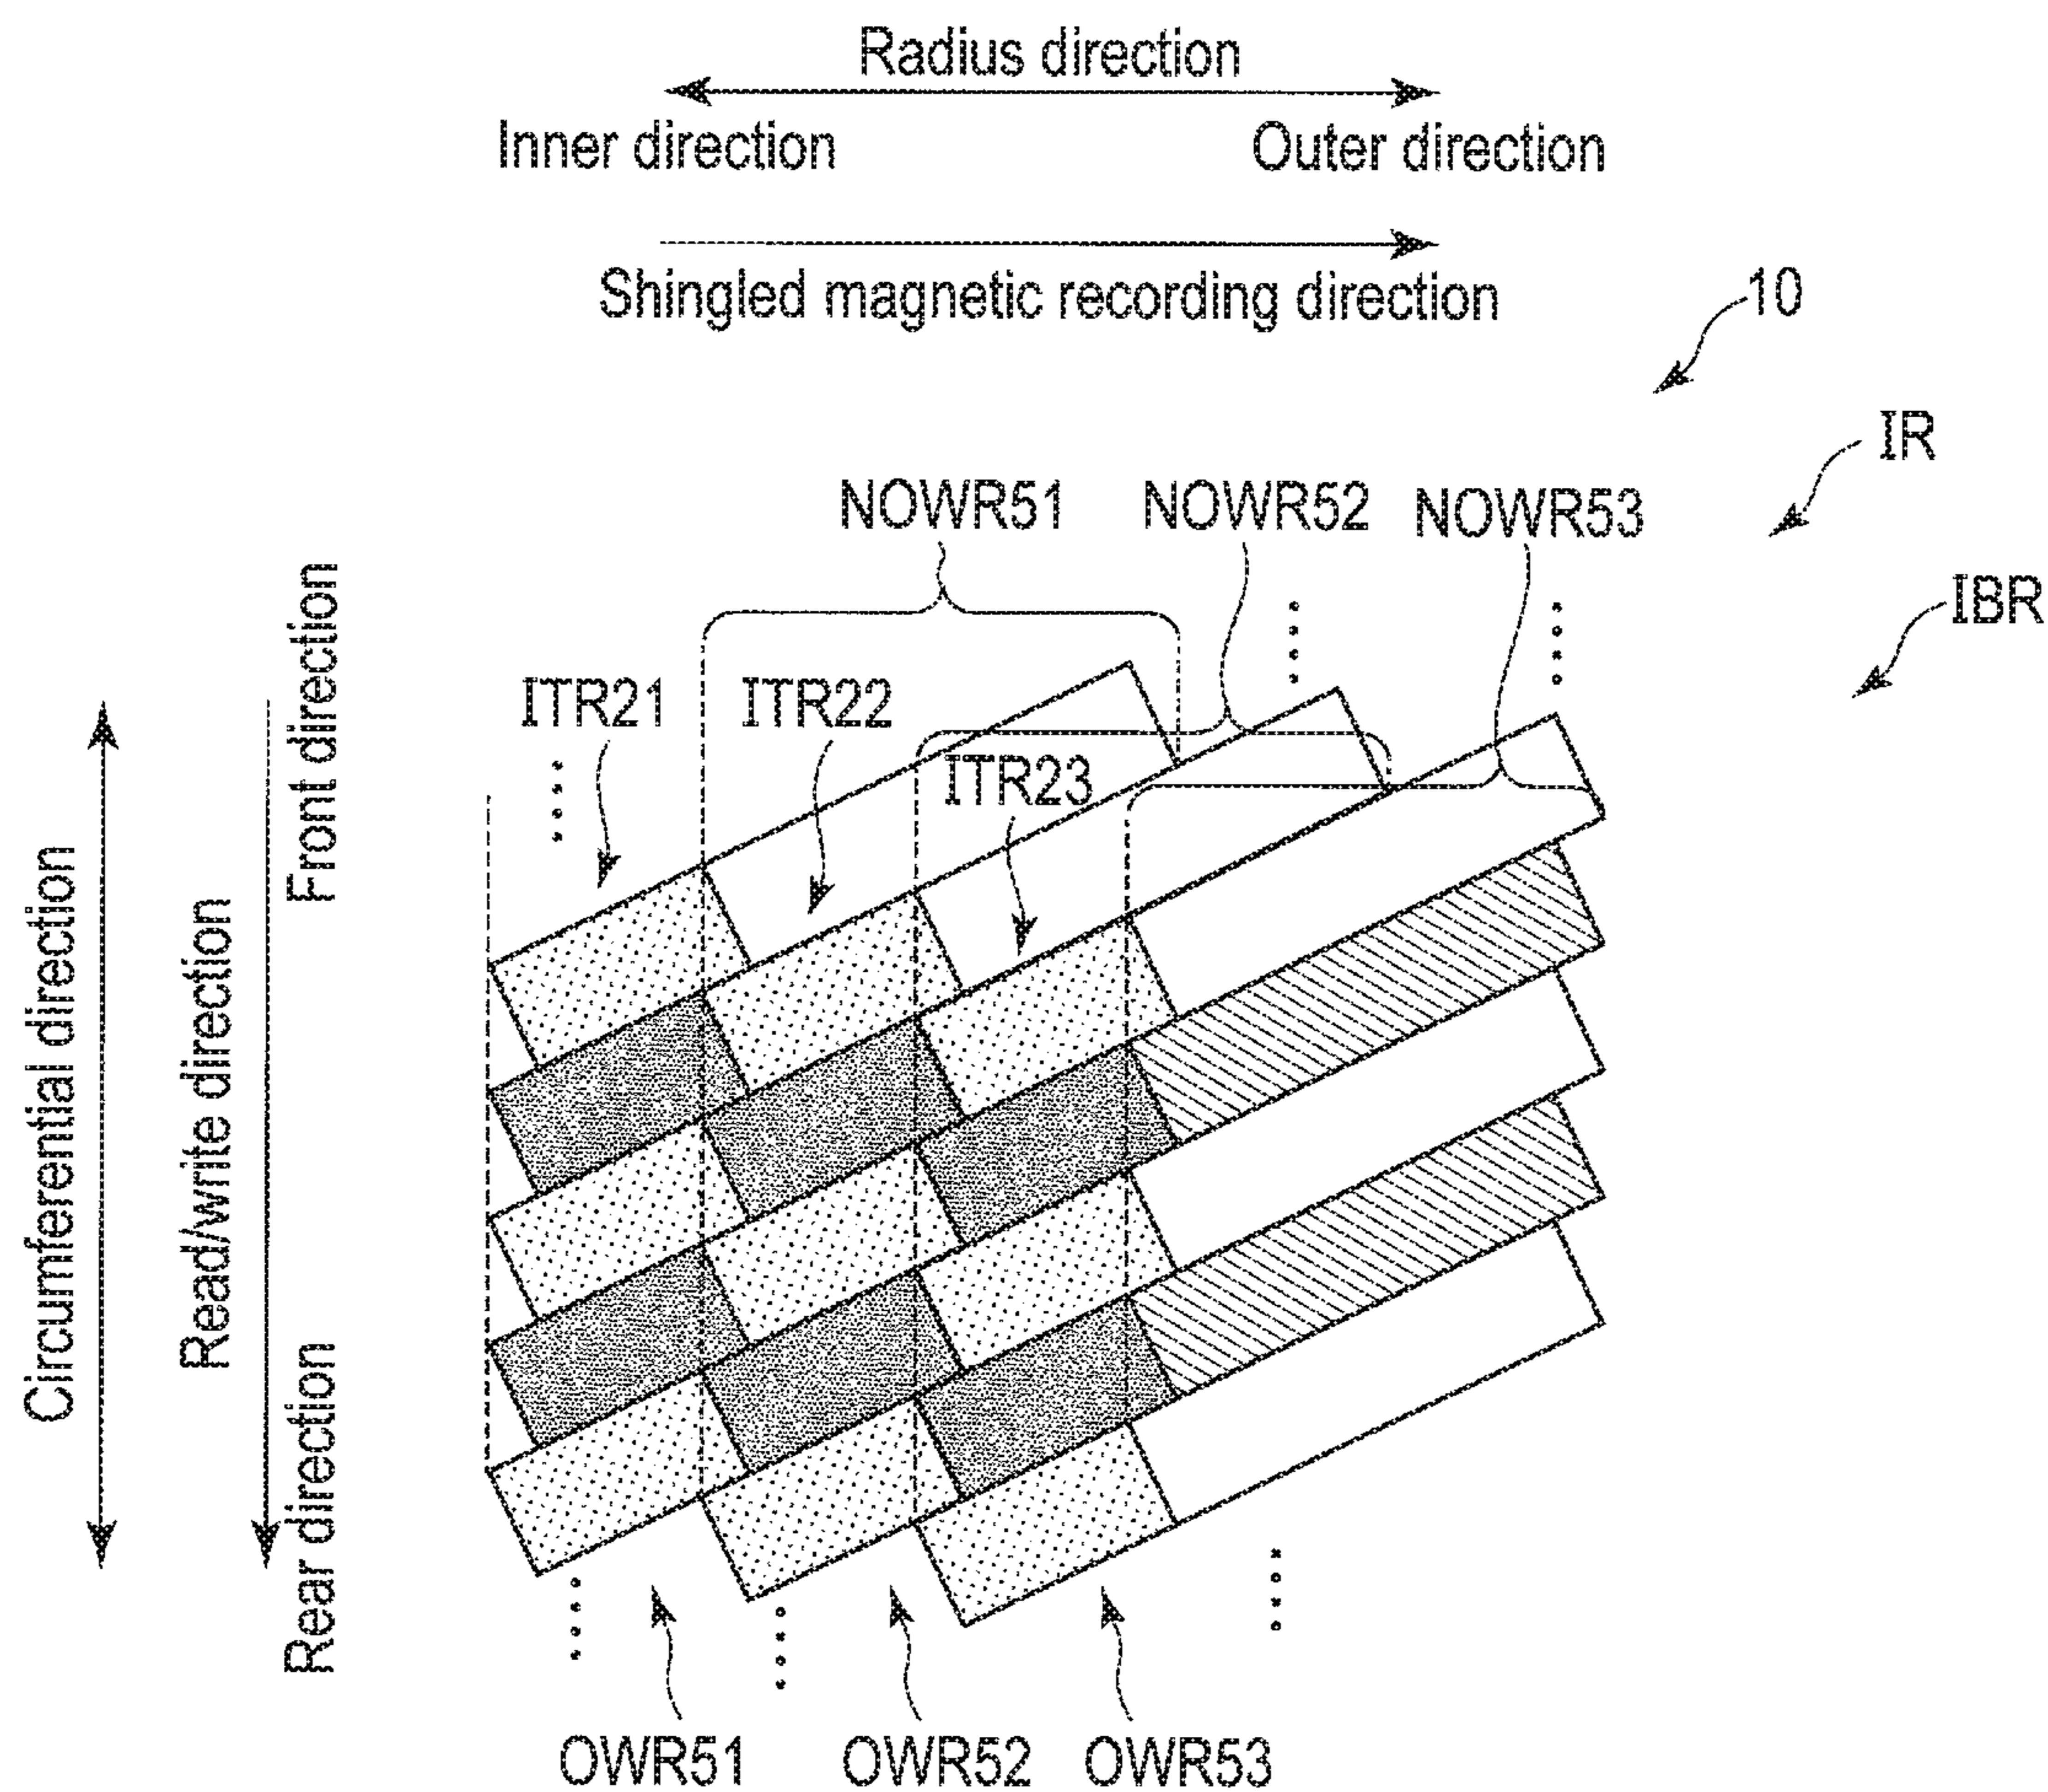 Radius direction
Inner direction
Outer direction
Shingled magnetic recording direction
10
IR
NOWR51
NOWR52
NOWR53
IBR
ITR21
ITR22
ITR23
Circumferential direction
Read/write direction
Front direction
Rear direction
OWR51
OWR52
OWR53